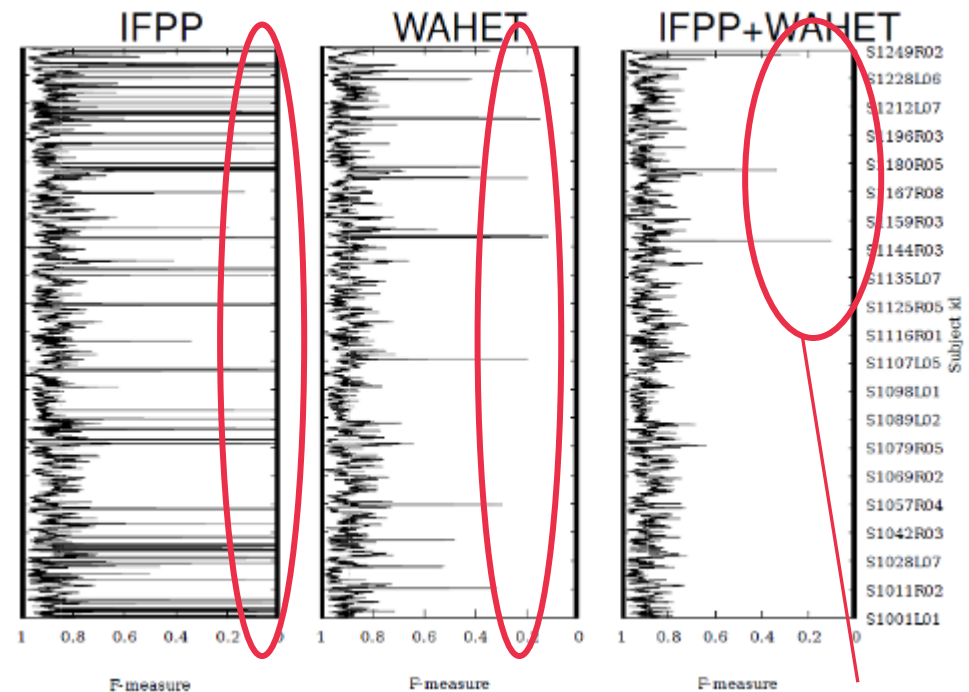 IFPP WAHET IFPP+WAHET
S1249R02
S1228L06
S1212L07
S1196R03
S1180R05
S1167R08
S1159R03
S1144R03
S1135L07
S1125R05
S1116R01
S1107L05
S1098L01
S1089L02
S1079R05
S1069R02
S1057R04
S1042R03
S1028L07
S1011R02
S1001L01
Subject id
1 0.8 0.6 0.4 0.2 0 1 0.8 0.6 0.4 0.2 0 1 0.8 0.6 0.4 0.2 0
F-measure F-measure F-measure